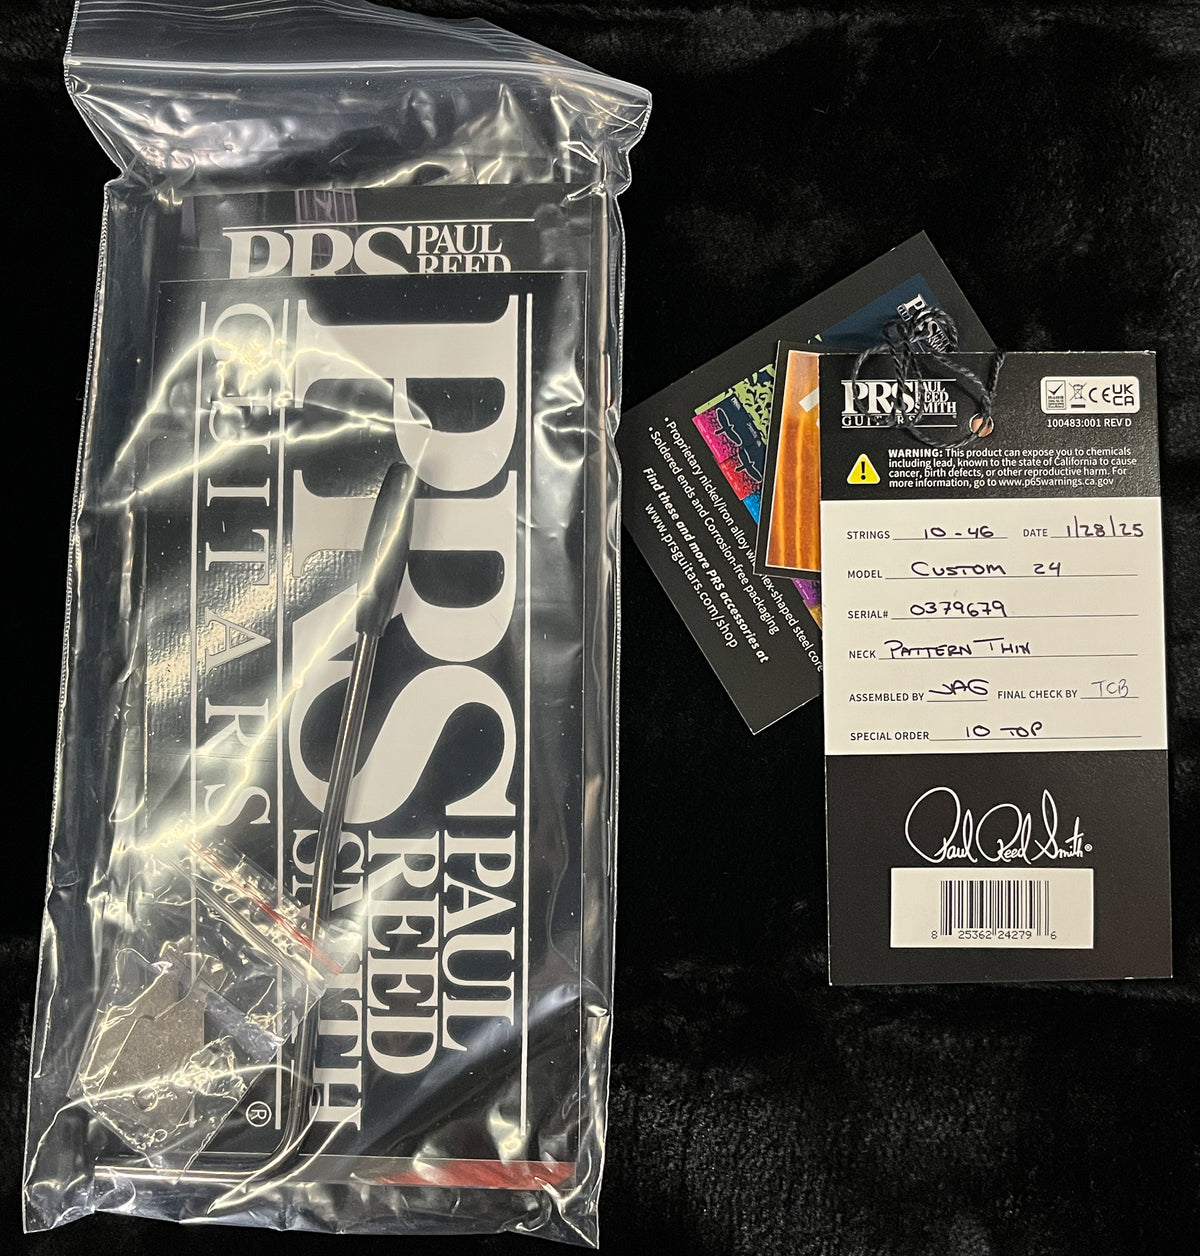 PRS PAUL
REED
PRS PAUL
REED
SMITH
GUITARS
®
• Proprietary nickel/iron alloy
• Soldered ends and Corrosion-free packaging
Find these and more PRS accessories at
www.prsguitars.com/shop
PRS PAUL
REED
SMITH
GUITARS
CE UK
CA
100483:001 REV D
WARNING: This product can expose you to chemicals
including lead, known to the state of California to cause
cancer, birth defects, or other reproductive harm. For
more information, go to www.p65warnings.ca.gov
STRINGS 10-46 DATE 1/28/25
MODEL CUSTOM 24
SERIAL# 0379679
NECK PATTERN THIN
ASSEMBLED BY JAG FINAL CHECK BY TCB
SPECIAL ORDER 10 TOP
Paul Reed Smith®
8 25362 24279 6